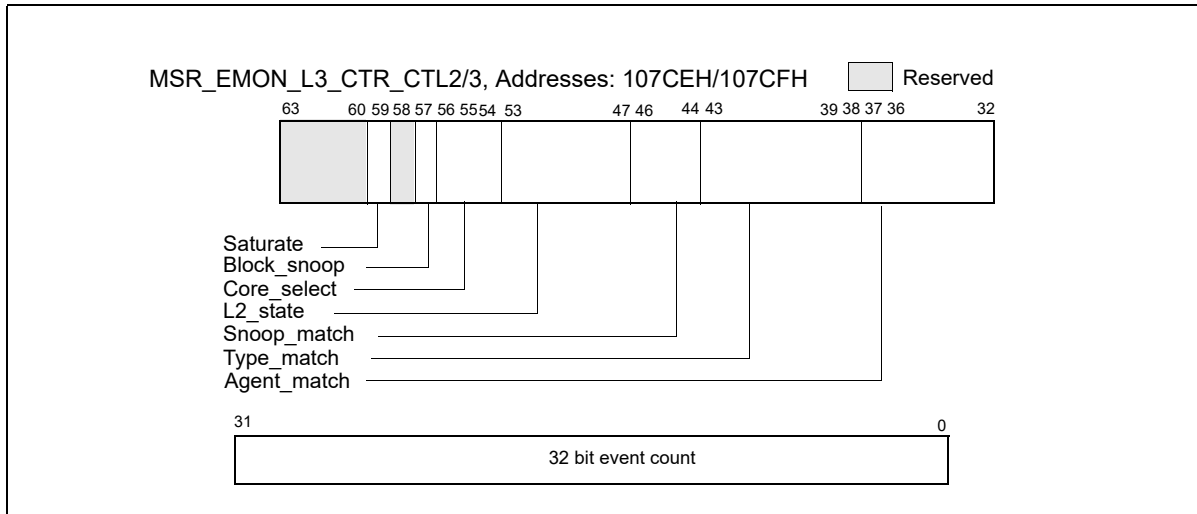 MSR_EMON_L3_CTR_CTL2/3, Addresses: 107CEH/107CFH Reserved
63 60 59 58 57 56 55 54 53 47 46 44 43 39 38 37 36 32
Saturate
Block_snoop
Core_select
L2_state
Snoop_match
Type_match
Agent_match
31 0
32 bit event count